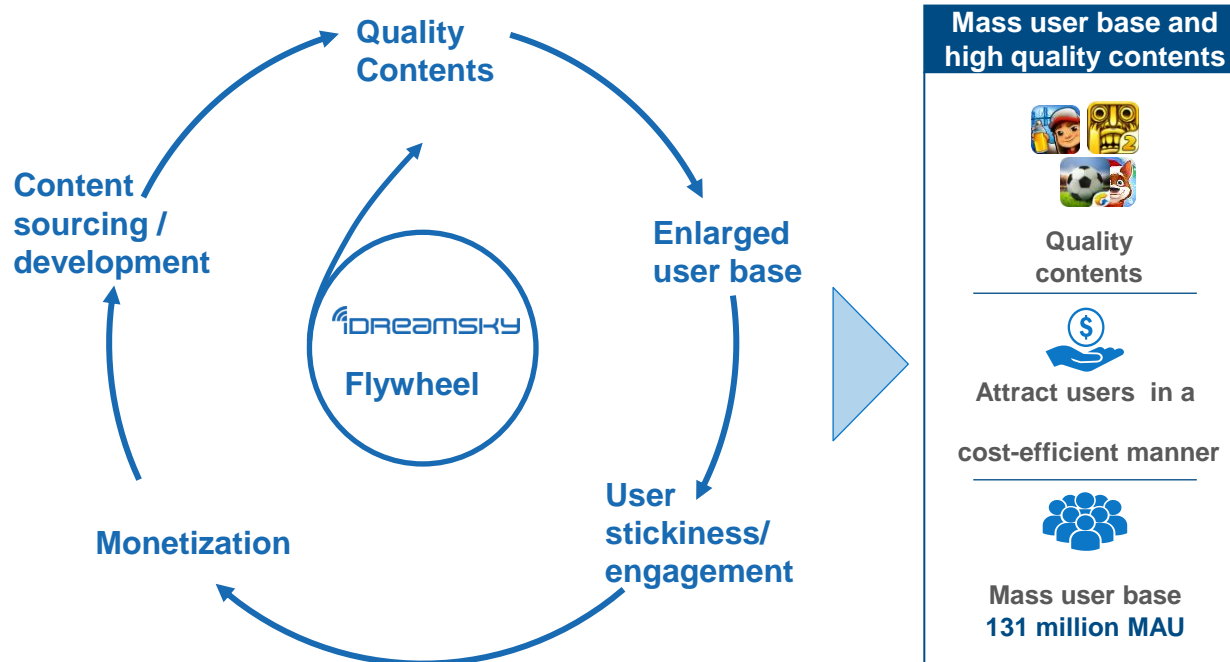 Quality
Contents
Enlarged
user base
User
stickiness/
engagement
Monetization
Content
sourcing /
development
iDreamsky
Flywheel
Mass user base and
high quality contents
2
Quality
contents
$
Attract users in a
cost-efficient manner
Mass user base
131 million MAU